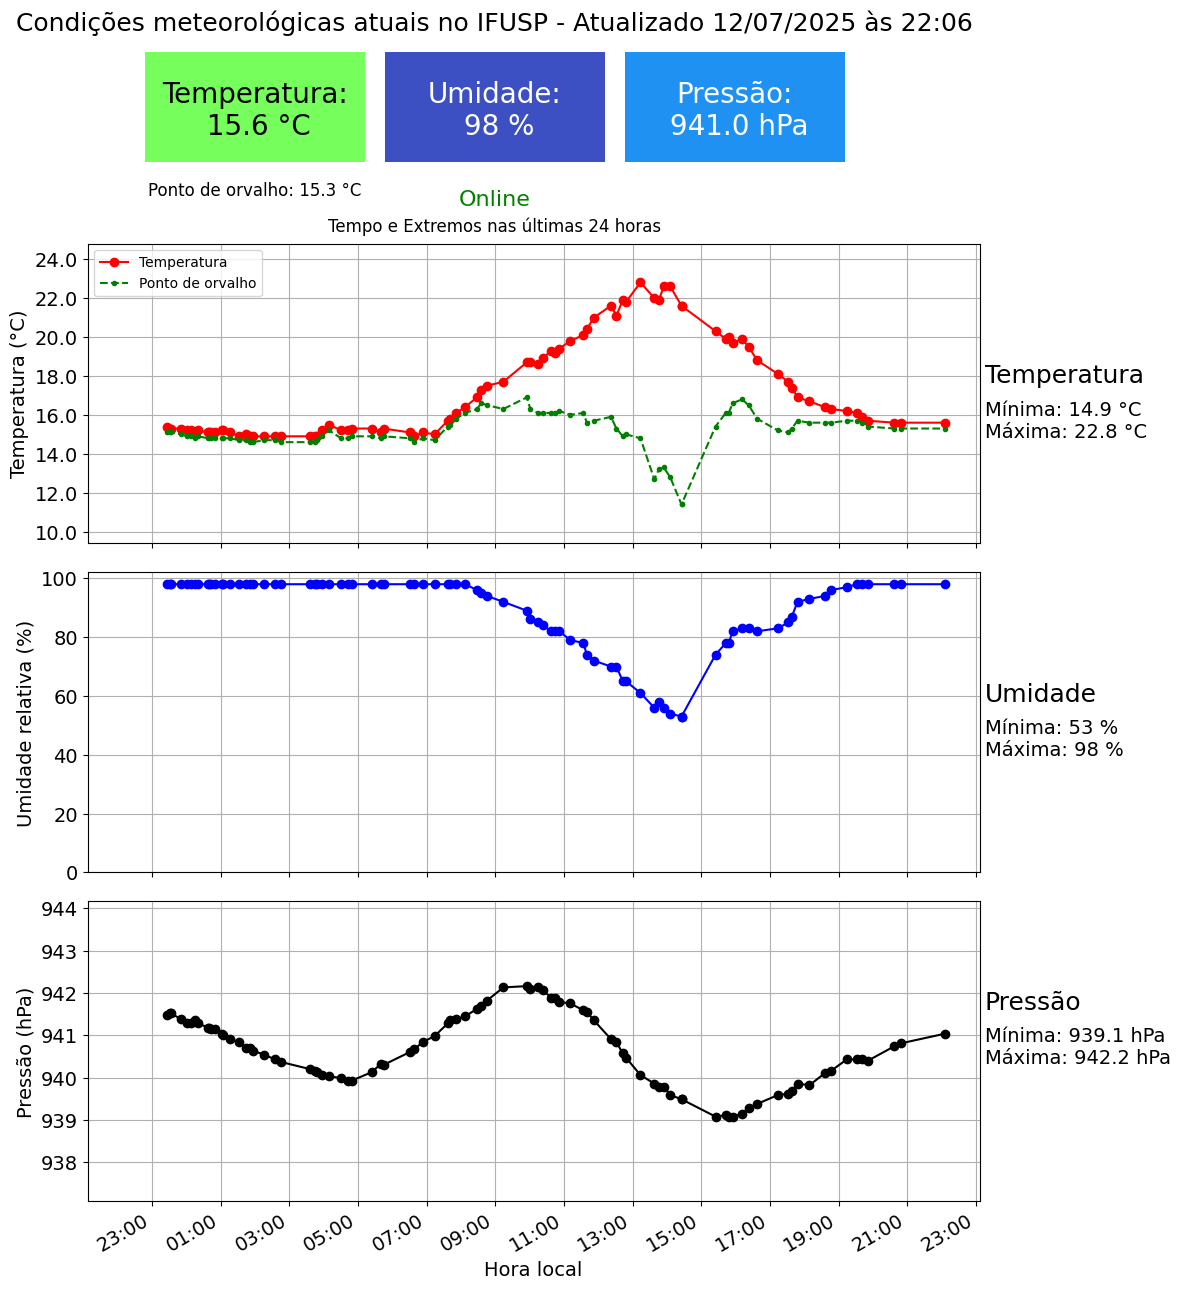 Condições meteorológicas atuais no IFUSP - Atualizado 12/07/2025 às 22:06
Temperatura:
15.6 °C
Umidade:
98 %
Pressão:
941.0 hPa
Ponto de orvalho: 15.3 °C
Online
Tempo e Extremos nas últimas 24 horas
Temperatura
Ponto de orvalho
Temperatura (°C)
24.0
22.0
20.0
18.0
16.0
14.0
12.0
10.0
Temperatura
Mínima: 14.9 °C
Máxima: 22.8 °C
Umidade relativa (%)
100
80
60
40
20
0
Umidade
Mínima: 53 %
Máxima: 98 %
Pressão (hPa)
944
943
942
941
940
939
938
Pressão
Mínima: 939.1 hPa
Máxima: 942.2 hPa
23:00
01:00
03:00
05:00
07:00
09:00
11:00
13:00
15:00
17:00
19:00
21:00
23:00
Hora local